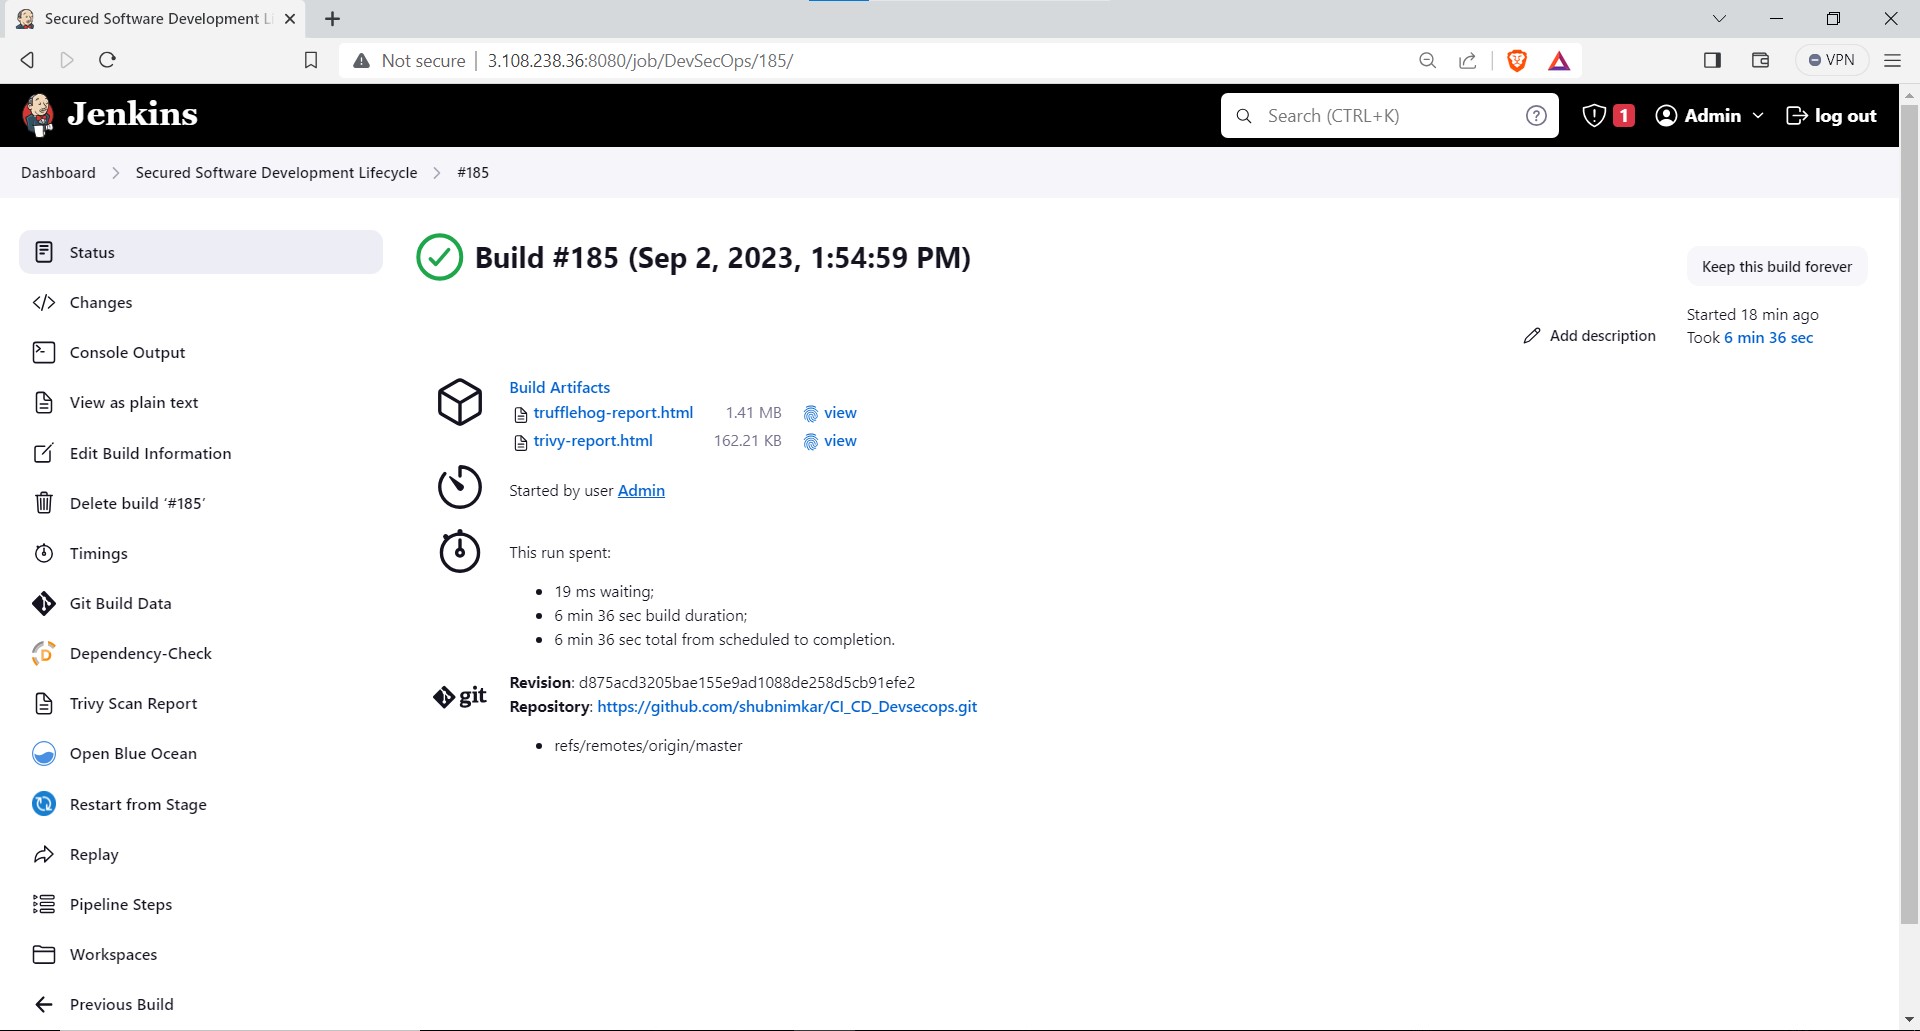 Secured Software Development Li
Not secure 3.108.238.36:8080/job/DevSecOps/185/
VPN
Jenkins
Search (CTRL+K)
1
Admin
log out
Dashboard > Secured Software Development Lifecycle > #185
Status
Changes
Console Output
View as plain text
Edit Build Information
Delete build ‘#185’
Timings
Git Build Data
Dependency-Check
Trivy Scan Report
Open Blue Ocean
Restart from Stage
Replay
Pipeline Steps
Workspaces
Previous Build
Build #185 (Sep 2, 2023, 1:54:59 PM)
Keep this build forever
Started 18 min ago
Took 6 min 36 sec
Add description
Build Artifacts
trufflehog-report.html 1.41 MB view
trivy-report.html 162.21 KB view
Started by user Admin
This run spent:
• 19 ms waiting;
• 6 min 36 sec build duration;
• 6 min 36 sec total from scheduled to completion.
git
Revision: d875acd3205bae155e9ad1088de258d5cb91efe2
Repository: https://github.com/shubnimkar/CI_CD_Devsecops.git
• refs/remotes/origin/master